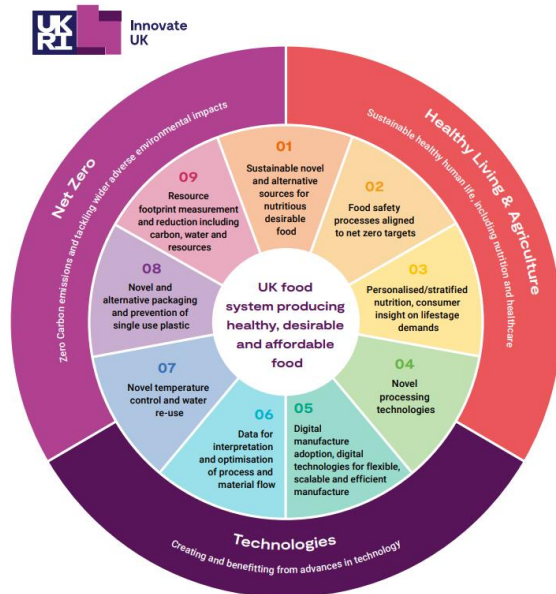 UK
RI
Innovate
UK
Net Zero
Zero Carbon emissions and tackling wider adverse environmental impacts
Healthy Living & Agriculture
Sustainable healthy human life, including nutrition and healthcare
Technologies
Creating and benefitting from advances in technology
01
Sustainable novel
and alternative
sources for
nutritious
desirable
food
02
Food safety
processes aligned
to net zero targets
03
Personalised/stratified
nutrition, consumer
insight on lifestage
demands
04
Novel
processing
technologies
05
Digital
manufacture
adoption, digital
technologies for flexible,
scalable and efficient
manufacture
06
Data for
interpretation
and optimisation
of process and
material flow
07
Novel temperature
control and water
re-use
08
Novel and
alternative packaging
and prevention of
single use plastic
09
Resource
footprint measurement
and reduction including
carbon, water and
resources
UK food
system producing
healthy, desirable
and affordable
food